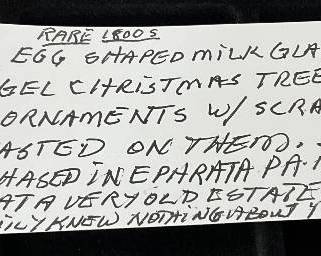 RARE 1800S
EGG SHAPED MILK GLA
GEL CHRISTMAS TREE
ORNAMENTS W/ SCRA
ASTED ON THEM.
HASED IN EPHRATA PA.
AT A VERY OLD ESTATE
ILY KNEW NOTHING ABOUT